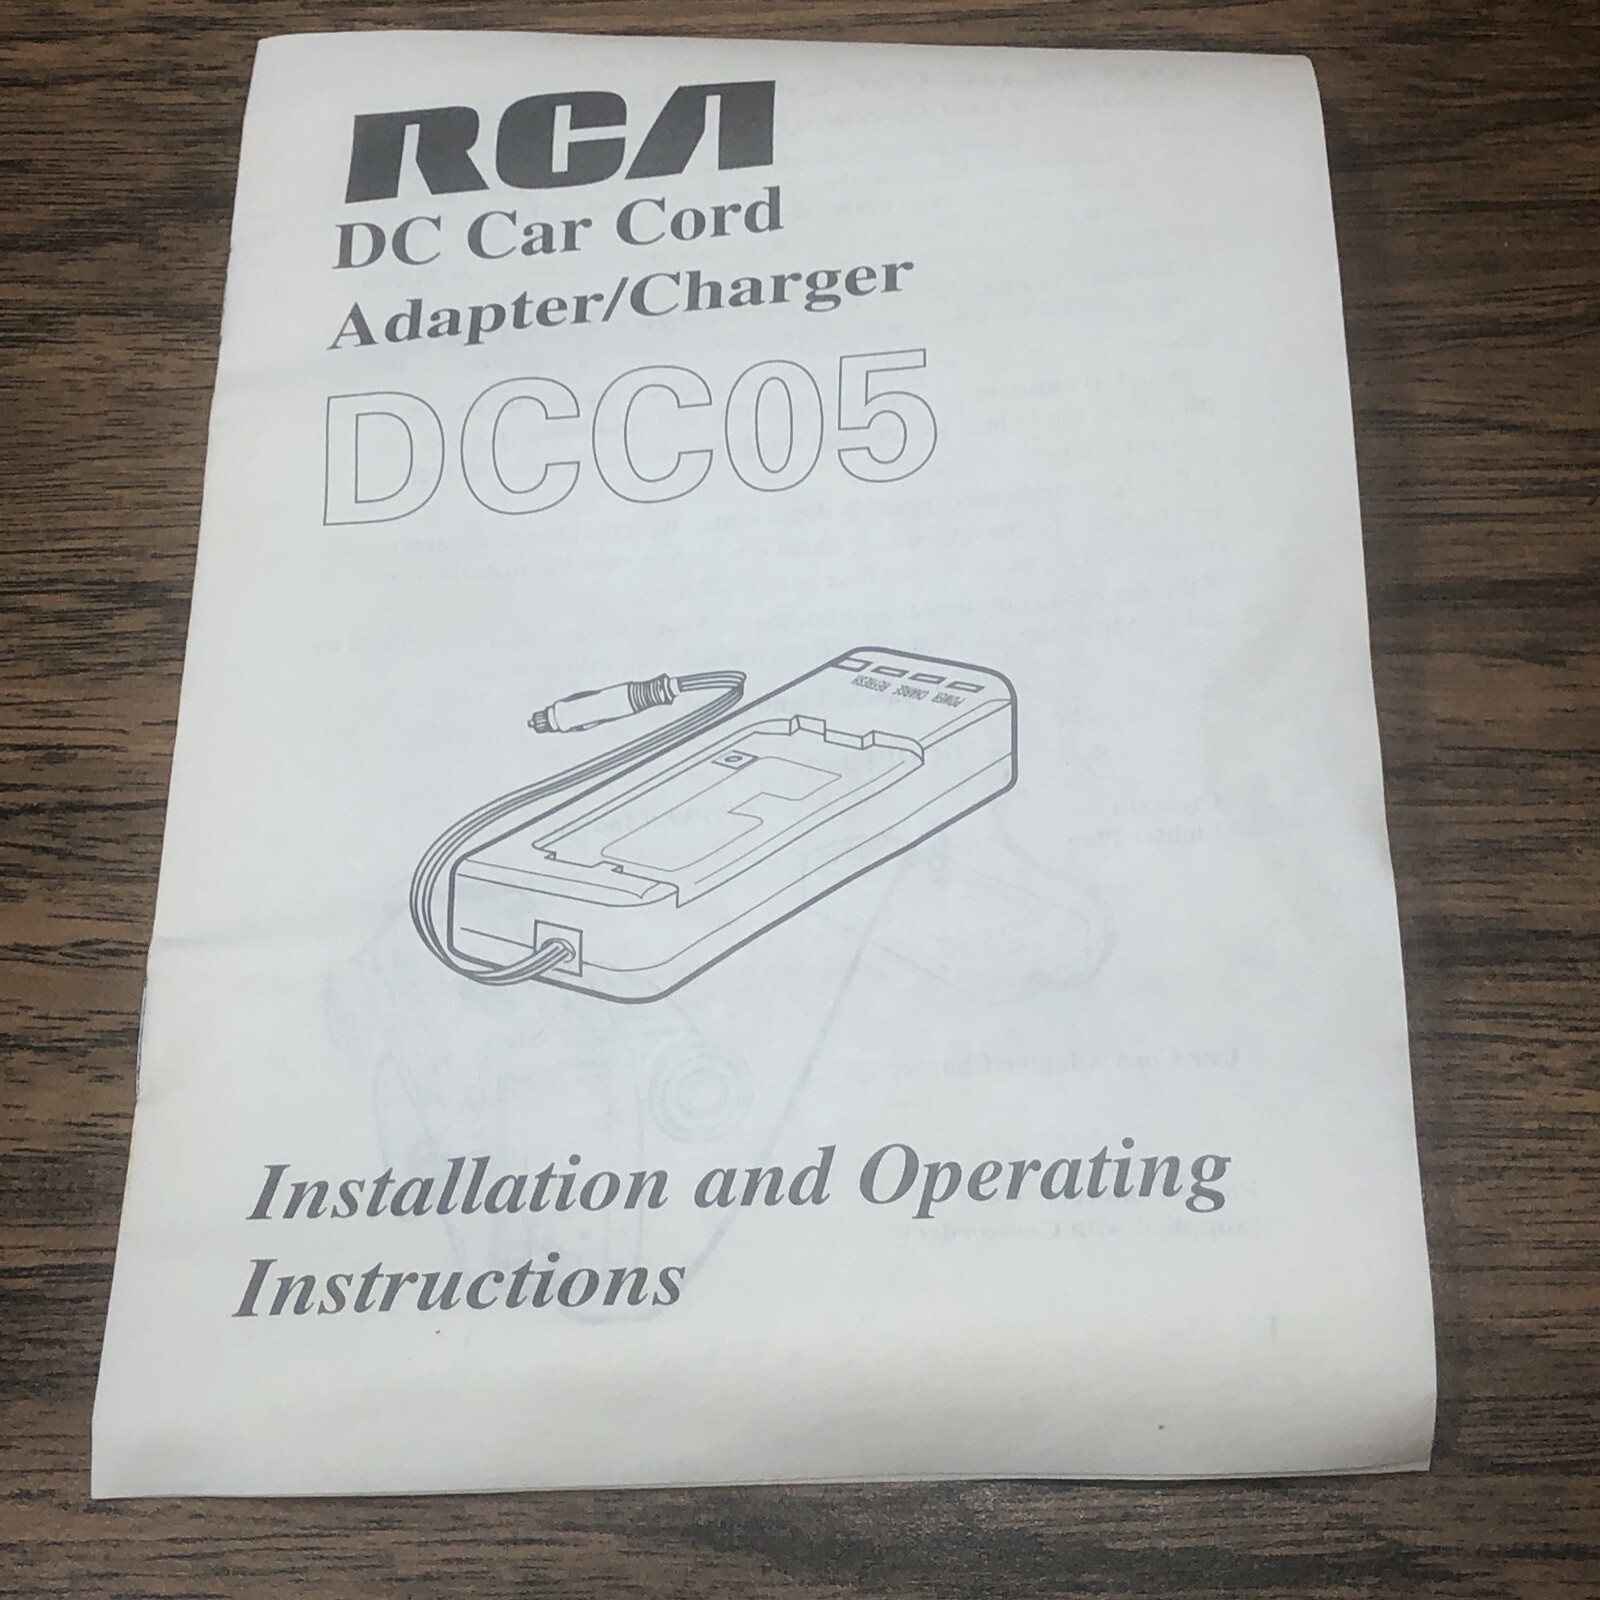 RCA
DC Car Cord
Adapter/Charger
DCC05
POWER CHARGE REFRESH
Installation and Operating
Instructions